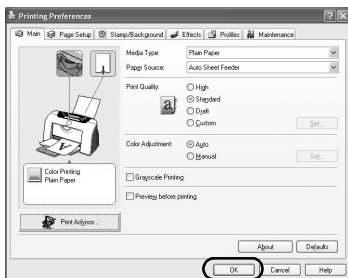 Printing Preferences
Main Page Setup Stamp/Background Effects Profiles Maintenance
Media Type: Plain Paper
Paper Source: Auto Sheet Feeder
Print Quality: High
Standard
Draft
Custom Set...
Color Adjustment: Auto
Manual Set...
Color Printing
Plain Paper
Grayscale Printing
Preview before printing
Print Advisor...
About Defaults
OK Cancel Help